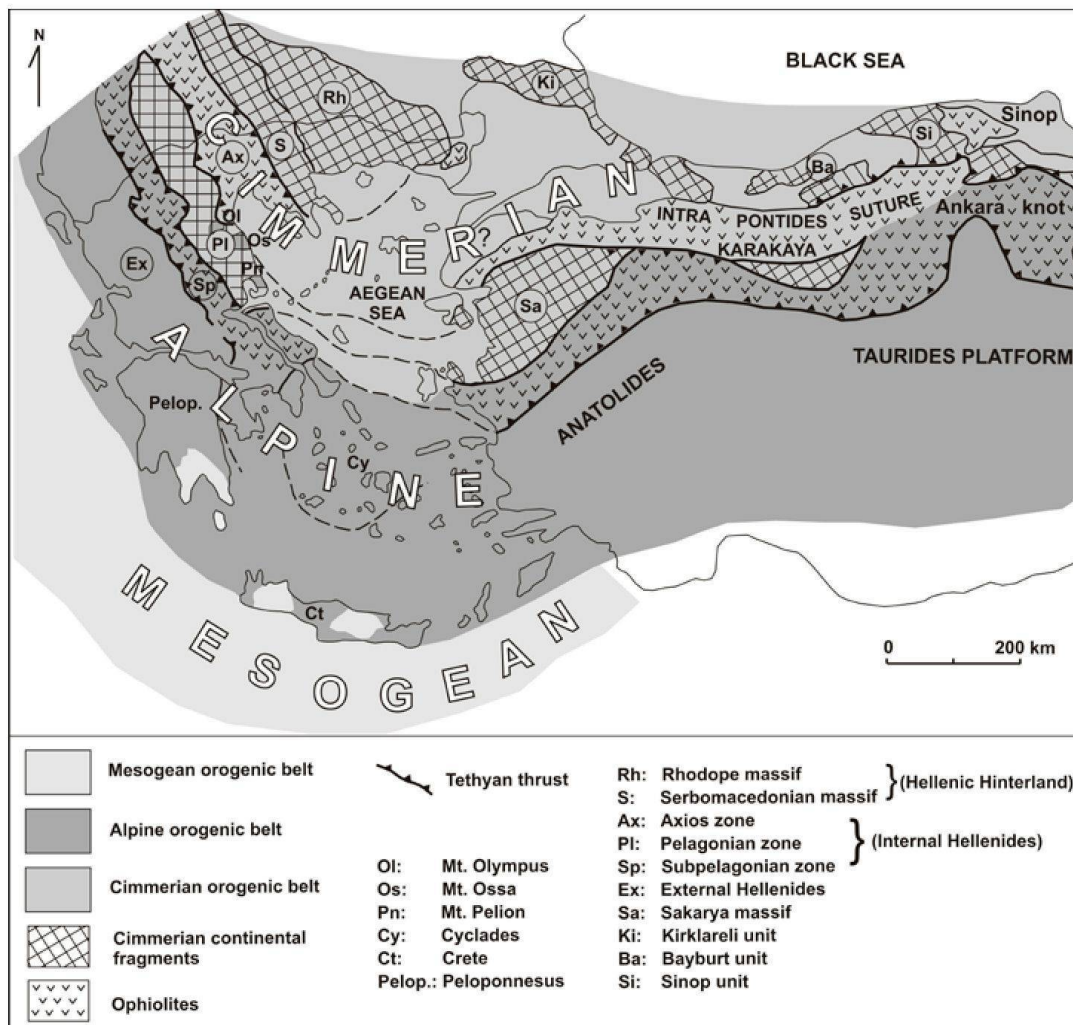 N
BLACK SEA
Rh
Ki
Sinop
Si
S
Ax
Ba
CIMMERIAN
INTRA PONTIDES SUTURE
KARAKAYA
Ankara knot
Ol
Os
Pl
Pn
?
Ex
Sp
AEGEAN
SEA
Sa
TAURIDES PLATFORM
ANATOLIDES
Pelop.
ALPINE
Cy
Ct
MESOGEAN
0 200 km
Mesogean orogenic belt
Alpine orogenic belt
Cimmerian orogenic belt
Cimmerian continental
fragments
Ophiolites
Tethyan thrust
Ol: Mt. Olympus
Os: Mt. Ossa
Pn: Mt. Pelion
Cy: Cyclades
Ct: Crete
Pelop.: Peloponnesus
Rh: Rhodope massif
S: Serbomacedonian massif
} (Hellenic Hinterland)
Ax: Axios zone
Pl: Pelagonian zone
Sp: Subpelagonian zone
} (Internal Hellenides)
Ex: External Hellenides
Sa: Sakarya massif
Ki: Kirklareli unit
Ba: Bayburt unit
Si: Sinop unit